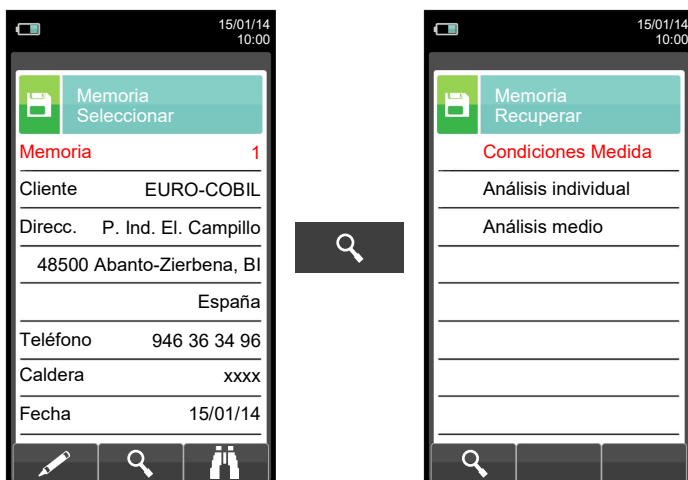 15/01/14
10:00
Memoria
Seleccionar
Memoria 1
Cliente EURO-COBIL
Direcc. P. Ind. El. Campillo
48500 Abanto-Zierbena, BI
España
Teléfono 946 36 34 96
Caldera xxxx
Fecha 15/01/14
15/01/14
10:00
Memoria
Recuperar
Condiciones Medida
Análisis individual
Análisis medio